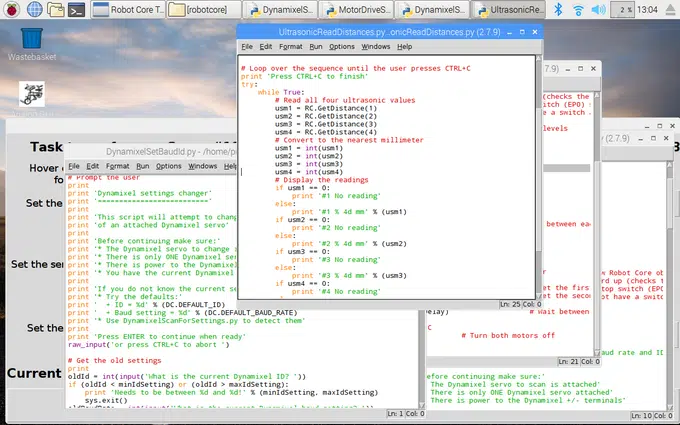 Robot Core T...
[robotcore]
DynamixelS...
MotorDriveS...
DynamixelS...
UltrasonicRe...
2 %
13:04
Wastebasket
UltrasonicReadDistances.py
onicReadDistances.py (2.7.9)
File Edit Format Run Options Windows Help
# Loop over the sequence until the user presses CTRL+C
print 'Press CTRL+C to finish'
try:
while True:
# Read all four ultrasonic values
usm1 = RC.GetDistance(1)
usm2 = RC.GetDistance(2)
usm3 = RC.GetDistance(3)
usm4 = RC.GetDistance(4)
# Convert to the nearest millimeter
usm1 = int(usm1)
usm2 = int(usm2)
usm3 = int(usm3)
usm4 = int(usm4)
# Display the readings
if usm1 == 0:
print '#1 No reading'
else:
print '#1 % 4d mm' % (usm1)
if usm2 == 0:
print '#2 No reading'
else:
print '#2 % 4d mm' % (usm2)
if usm3 == 0:
print '#3 No reading'
else:
print '#3 % 4d mm' % (usm3)
if usm4 == 0:
print '#4 No reading'
Ln: 25 Col: 0
DynamixelSetBaudId.py - /home/p
File Edit Format Run Options Windows Help
# Prompt the user
print
print 'Dynamixel settings changer'
print '==========================='
print
print 'This script will attempt to chang
print 'of an attached Dynamixel servo'
print
print 'Before continuing make sure:'
print '* The Dynamixel servo to change i
print '* There is only ONE Dynamixel ser
print '* There is power to the Dynamixel
print '* You have the current Dynamixel
print
print 'If you do not know the current se
print '* Try the defaults:'
print '  + ID = %d' % (DC.DEFAULT_ID)
print '  + Baud setting = %d' % (DC.DEFAULT_BAUD_RATE)
print '* Use DynamixelScanForSettings.py to detect them'
print
print 'Press ENTER to continue when ready'
raw_input('or press CTRL+C to abort ')
# Get the old settings
print
oldId = int(input('What is the current Dynamixel ID? '))
if (oldId < minIdSetting) or (oldId > maxIdSetting):
print 'Needs to be between %d and %d!' % (minIdSetting, maxIdSetting)
sys.exit()
Ln: 1 Col: 0
Task
Hover
fo
Set the
Set the se
Set the
Current
7.9)
(checks the
switch (EPO) s
ve a switch .
levels
between eac
et the firs
et the secon
elay)
# Wait between
C
# Turn both motors off
Ln: 21 Col: 0
(2.7.9)
Robot Core ob
rd up (checks t
top switch (EPO
ot have a switc
aud rate and ID
efore continuing make sure:'
The Dynamixel servo to scan is attached'
There is only ONE Dynamixel servo attached'
There is power to the Dynamixel +/- terminals'
Ln: 10 Col: 0